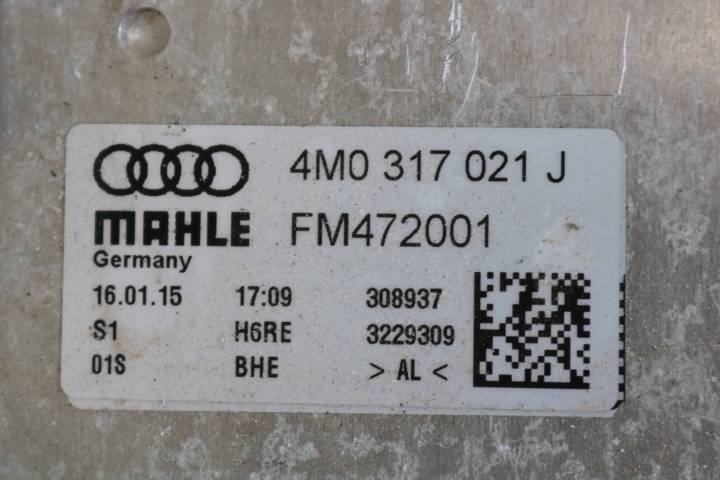 4M0 317 021 J
MAHLE FM472001
Germany
16.01.15 17:09 308937
S1 H6RE 3229309
01S BHE > AL <